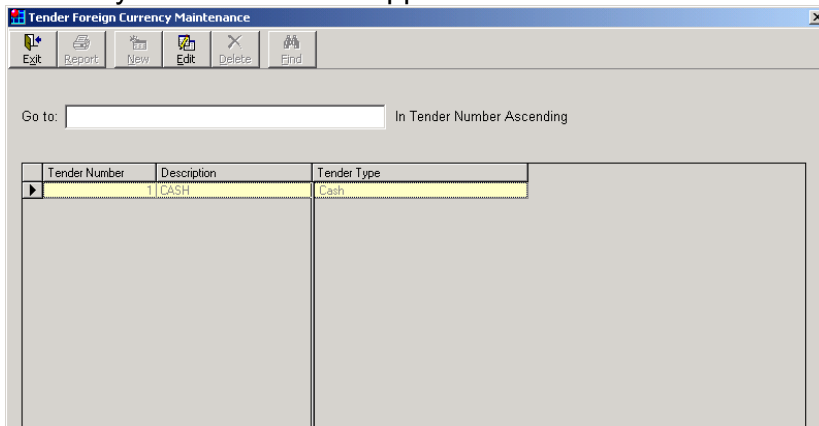 Tender Foreign Currency Maintenance
Exit Report New Edit Delete Find
Go to: In Tender Number Ascending
Tender Number Description Tender Type
1 CASH Cash